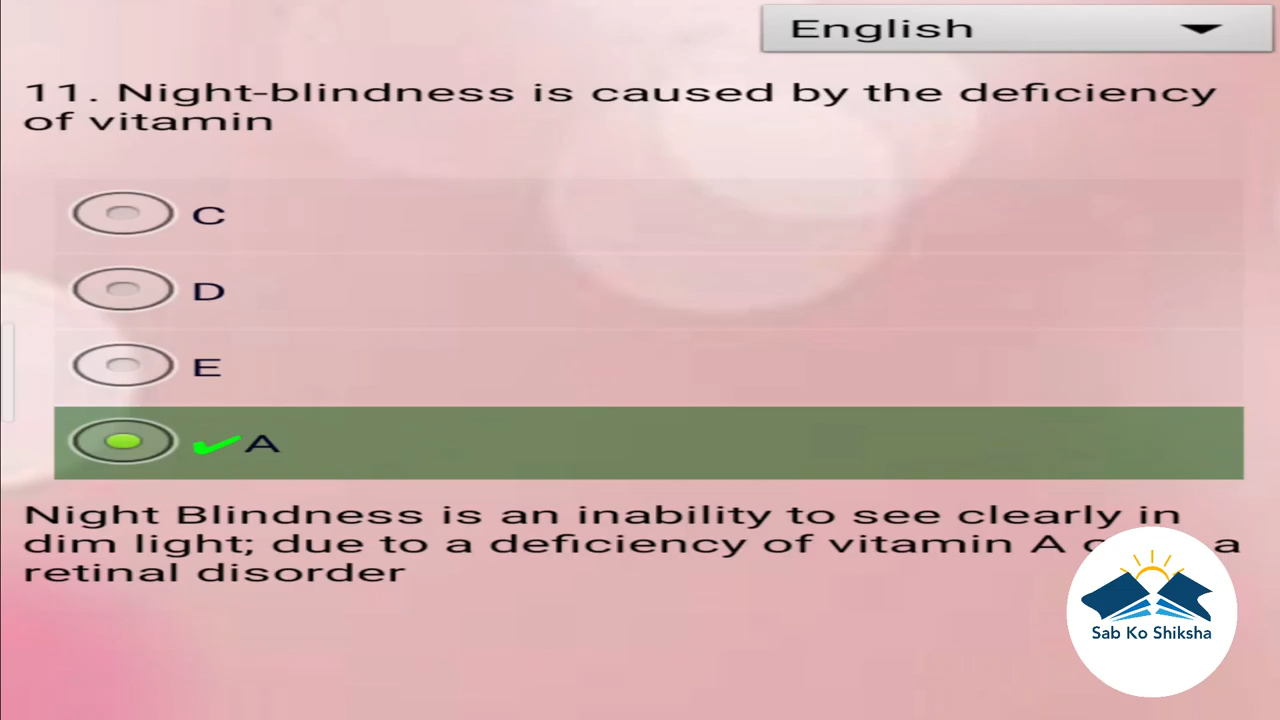 English
11. Night-blindness is caused by the deficiency
of vitamin
C
D
E
A
Night Blindness is an inability to see clearly in
dim light; due to a deficiency of vitamin A a
retinal disorder
Sab Ko Shiksha